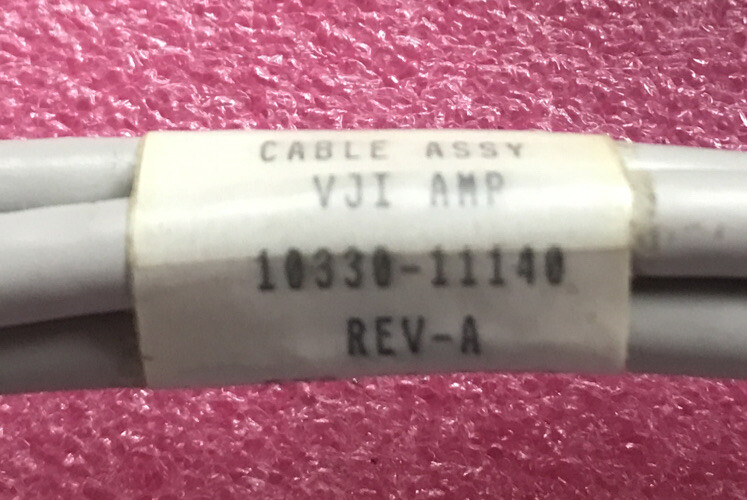 CABLE ASSY
VJI AMP
10330-11140
REV-A